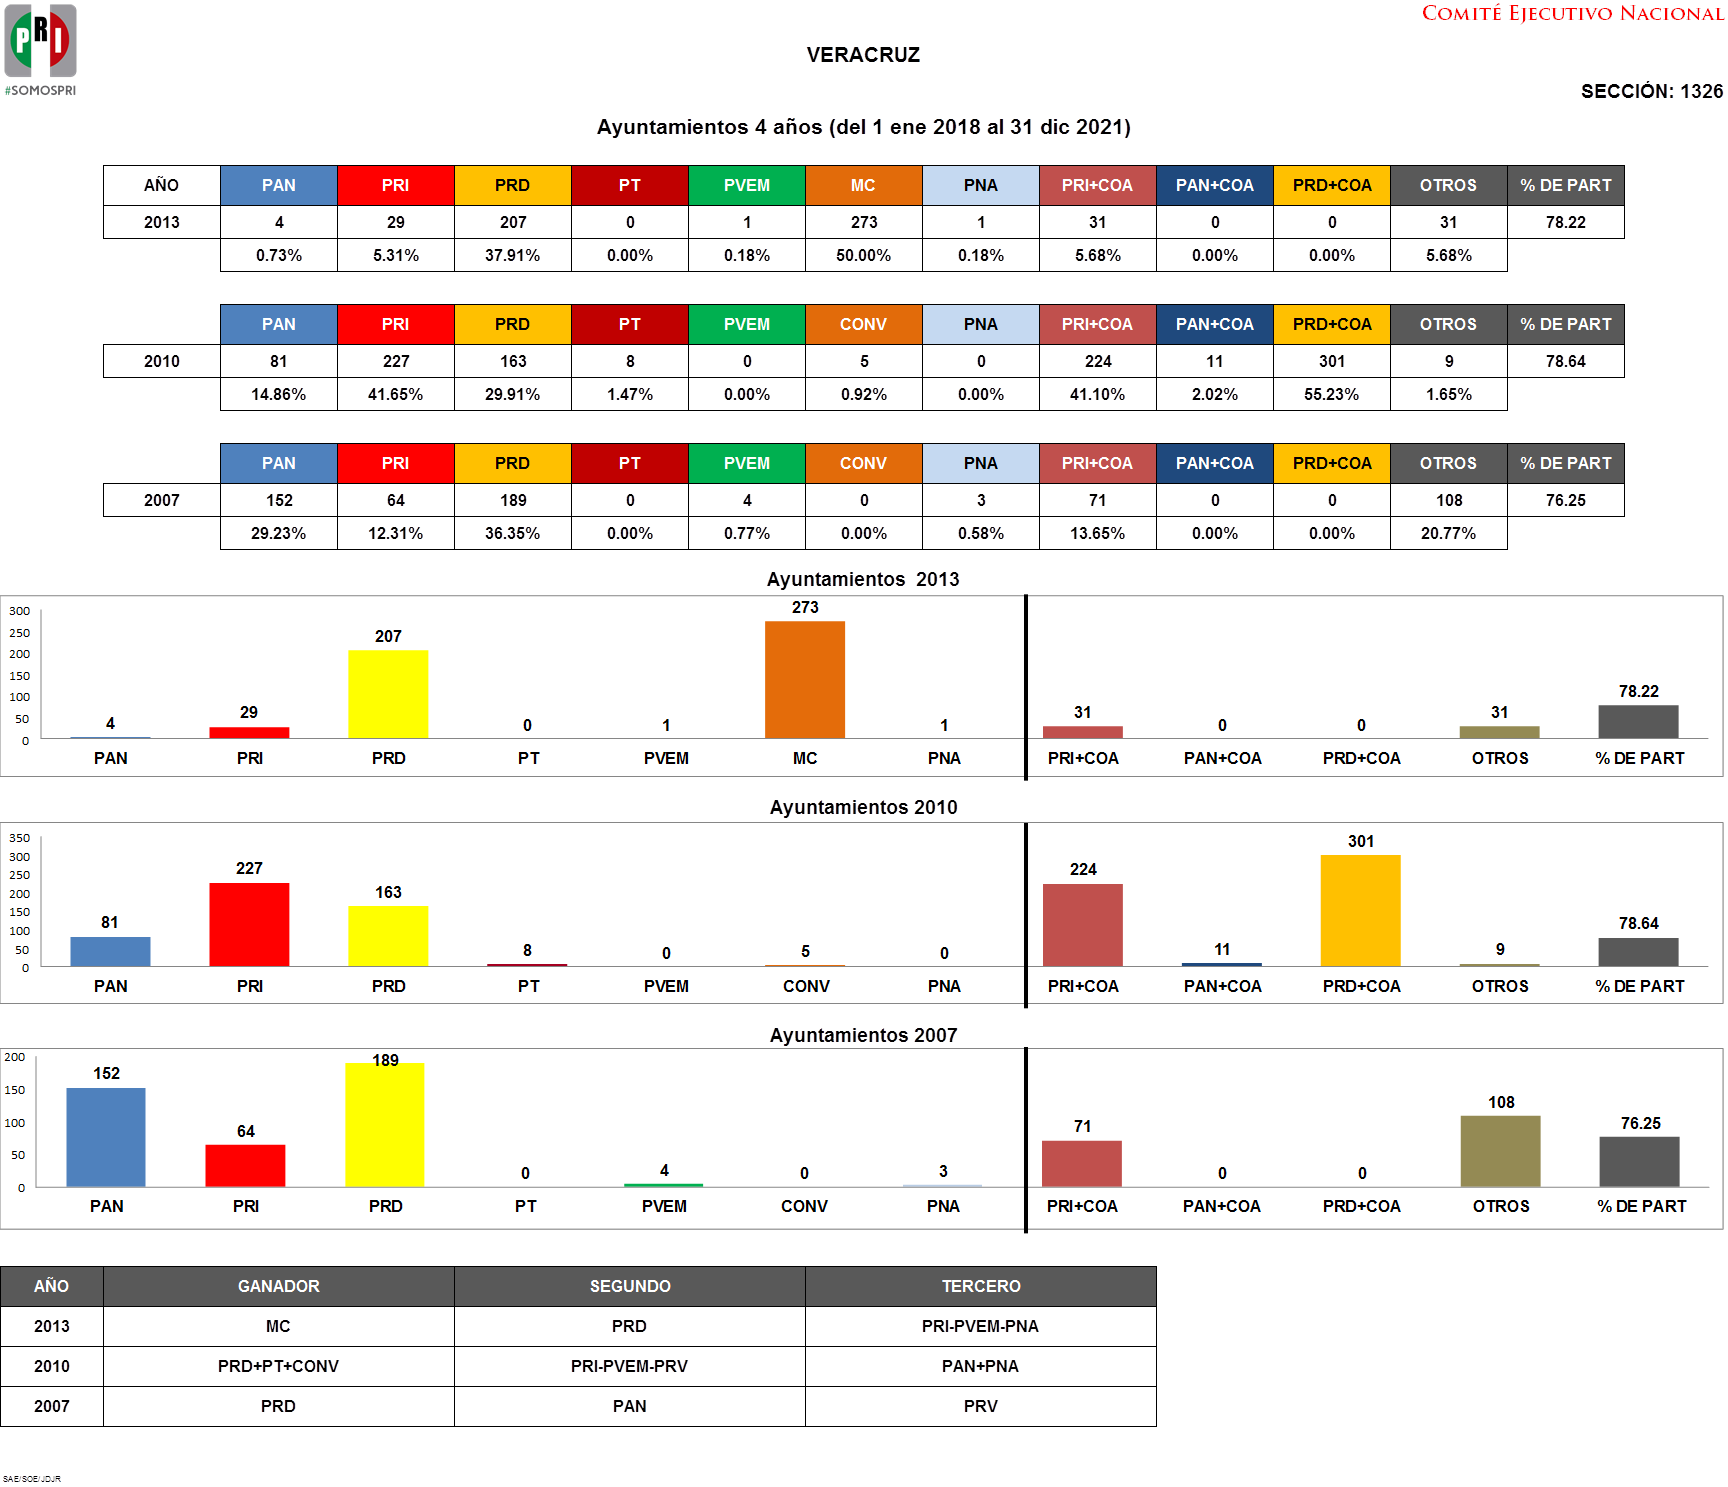 PRI
#SOMOSPRI
COMITÉ EJECUTIVO NACIONAL
VERACRUZ
SECCIÓN: 1326
Ayuntamientos 4 años (del 1 ene 2018 al 31 dic 2021)
AÑO PAN PRI PRD PT PVEM MC PNA PRI+COA PAN+COA PRD+COA OTROS % DE PART
2013 4 29 207 0 1 273 1 31 0 0 31 78.22
0.73% 5.31% 37.91% 0.00% 0.18% 50.00% 0.18% 5.68% 0.00% 0.00% 5.68%
PAN PRI PRD PT PVEM CONV PNA PRI+COA PAN+COA PRD+COA OTROS % DE PART
2010 81 227 163 8 0 5 0 224 11 301 9 78.64
14.86% 41.65% 29.91% 1.47% 0.00% 0.92% 0.00% 41.10% 2.02% 55.23% 1.65%
PAN PRI PRD PT PVEM CONV PNA PRI+COA PAN+COA PRD+COA OTROS % DE PART
2007 152 64 189 0 4 0 3 71 0 0 108 76.25
29.23% 12.31% 36.35% 0.00% 0.77% 0.00% 0.58% 13.65% 0.00% 0.00% 20.77%
Ayuntamientos 2013
300
250
200
150
100
50
0
4 29 207 0 1 273 1 31 0 0 31 78.22
PAN PRI PRD PT PVEM MC PNA PRI+COA PAN+COA PRD+COA OTROS % DE PART
Ayuntamientos 2010
350
300
250
200
150
100
50
0
81 227 163 8 0 5 0 224 11 301 9 78.64
PAN PRI PRD PT PVEM CONV PNA PRI+COA PAN+COA PRD+COA OTROS % DE PART
Ayuntamientos 2007
200
150
100
50
0
152 64 189 0 4 0 3 71 0 0 108 76.25
PAN PRI PRD PT PVEM CONV PNA PRI+COA PAN+COA PRD+COA OTROS % DE PART
AÑO GANADOR SEGUNDO TERCERO
2013 MC PRD PRI-PVEM-PNA
2010 PRD+PT+CONV PRI-PVEM-PRV PAN+PNA
2007 PRD PAN PRV
SAE/SOE/JDJR